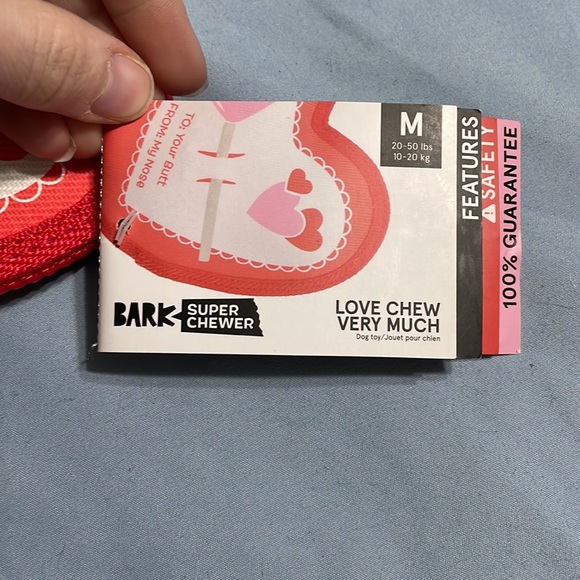 TO: Your Butt
FROM: My Nose
M
20-50 lbs
10-20 kg
FEATURES
SAFETY
100% GUARANTEE
BARK
SUPER
CHEWER
LOVE CHEW
VERY MUCH
Dog toy/Jouet pour chien